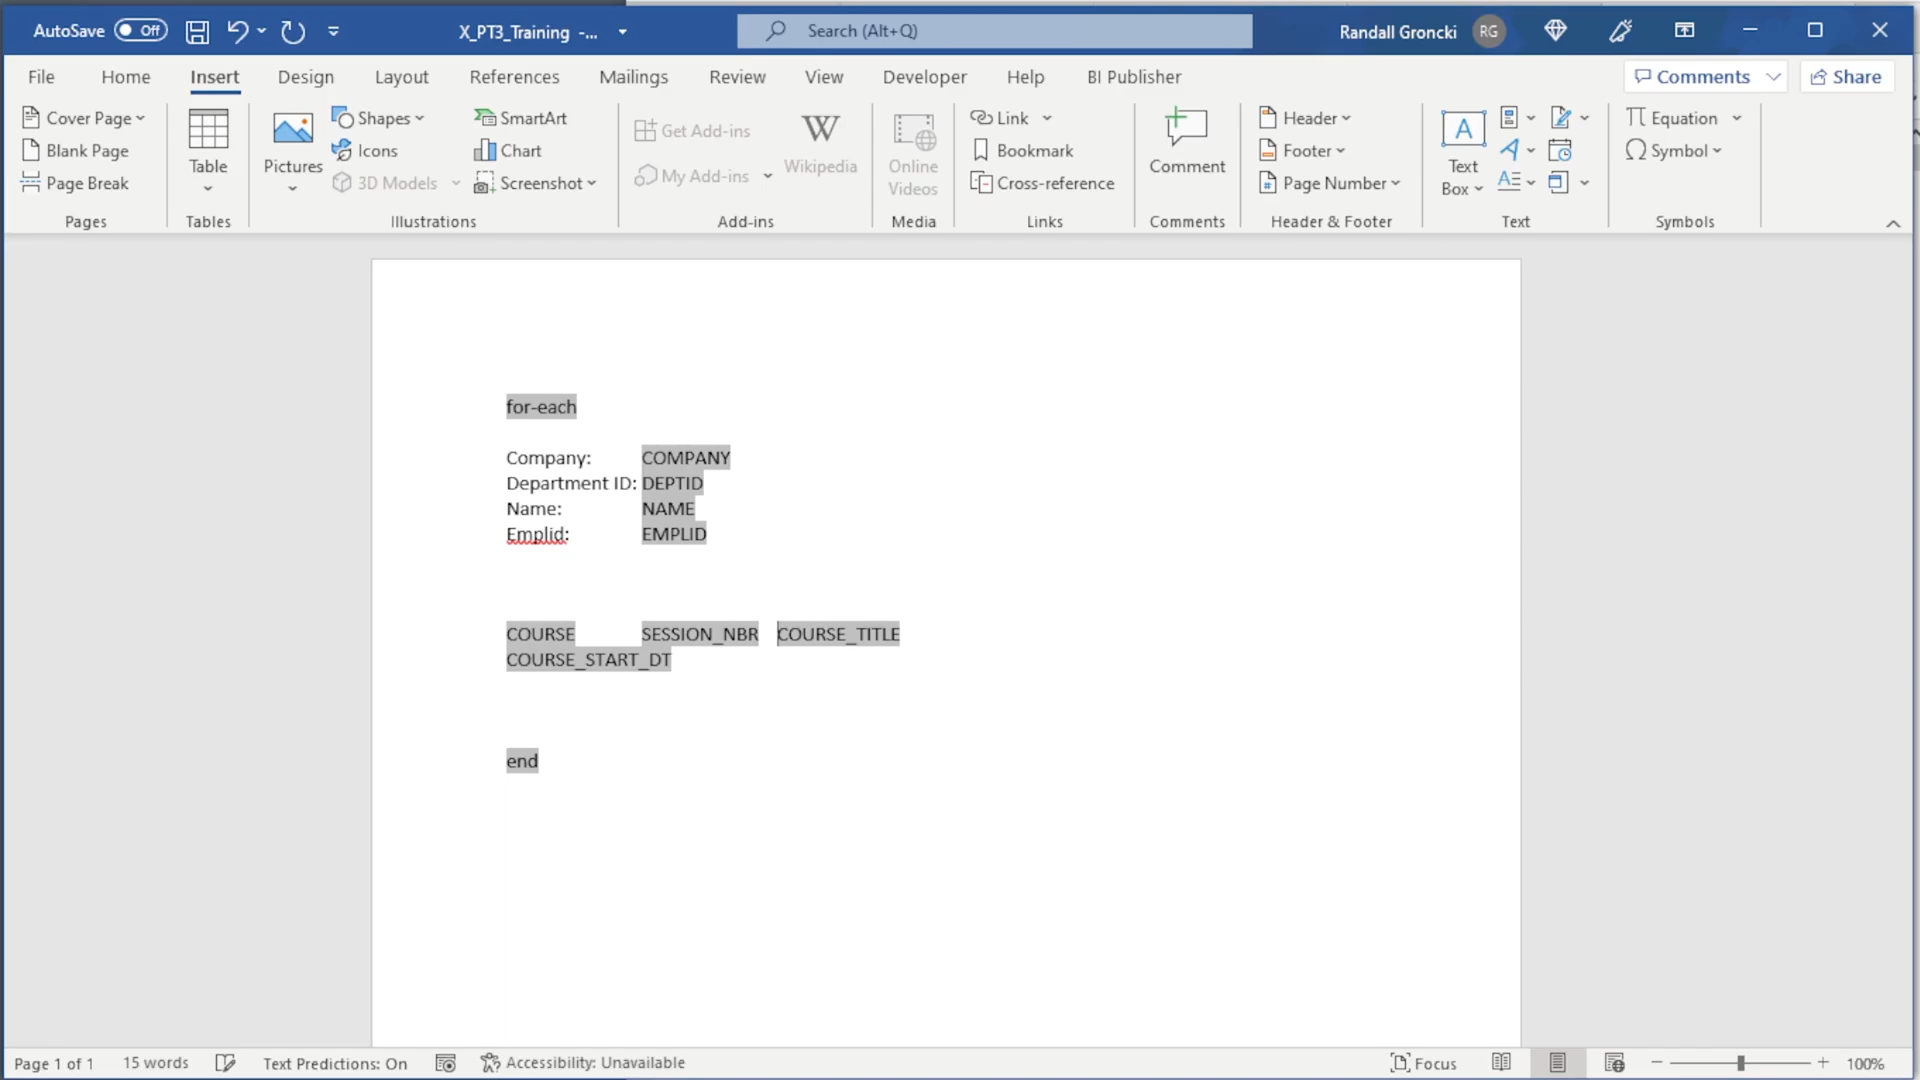 AutoSave Off X_PT3_Training -... Search (Alt+Q) Randall Groncki RG
File Home Insert Design Layout References Mailings Review View Developer Help BI Publisher Comments Share
Cover Page
Blank Page
Page Break
Pages
Table
Tables
Pictures
Shapes
Icons
3D Models
SmartArt
Chart
Screenshot
Illustrations
Get Add-ins
My Add-ins
W
Wikipedia
Add-ins
Online
Videos
Media
Link
Bookmark
Cross-reference
Links
Comment
Comments
Header
Footer
Page Number
Header & Footer
A
Text
Box
Text
π Equation
Ω Symbol
Symbols
for-each
Company: COMPANY
Department ID: DEPTID
Name: NAME
Emplid: EMPLID
COURSE SESSION_NBR COURSE_TITLE
COURSE_START_DT
end
Page 1 of 1 15 words Text Predictions: On Accessibility: Unavailable Focus 100%